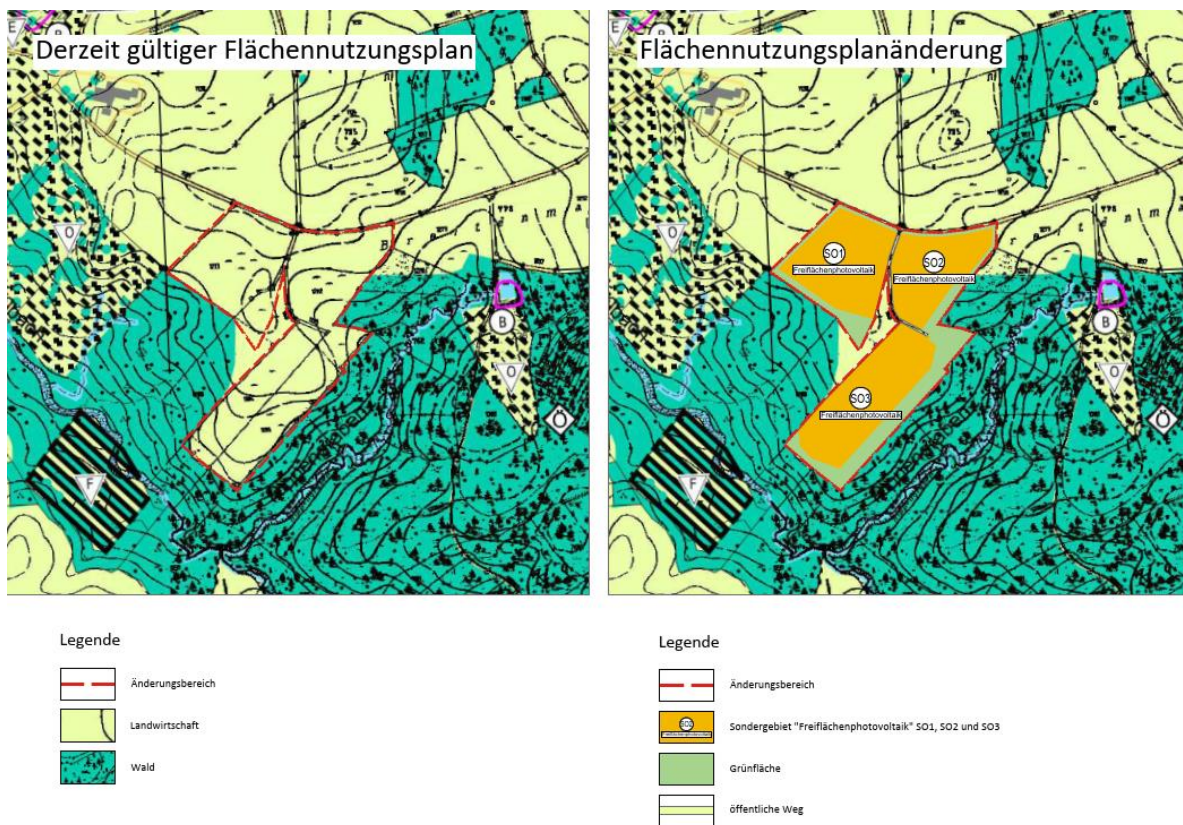 Derzeit gültiger Flächennutzungsplan
E
B
O
B
O
Ö
F
Flächennutzungsplanänderung
E
B
O
SO1
Freiflächenphotovoltaik
SO2
Freiflächenphotovoltaik
SO3
Freiflächenphotovoltaik
B
O
Ö
F
Legende
Änderungsbereich
Landwirtschaft
Wald
Legende
Änderungsbereich
Sondergebiet "Freiflächenphotovoltaik" SO1, SO2 und SO3
Grünfläche
öffentliche Weg